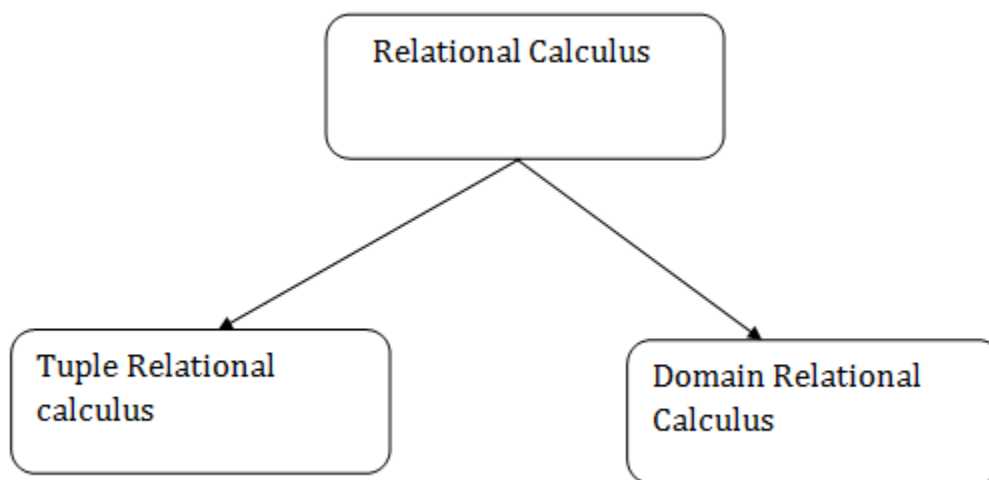 Relational Calculus
Tuple Relational
calculus
Domain Relational
Calculus